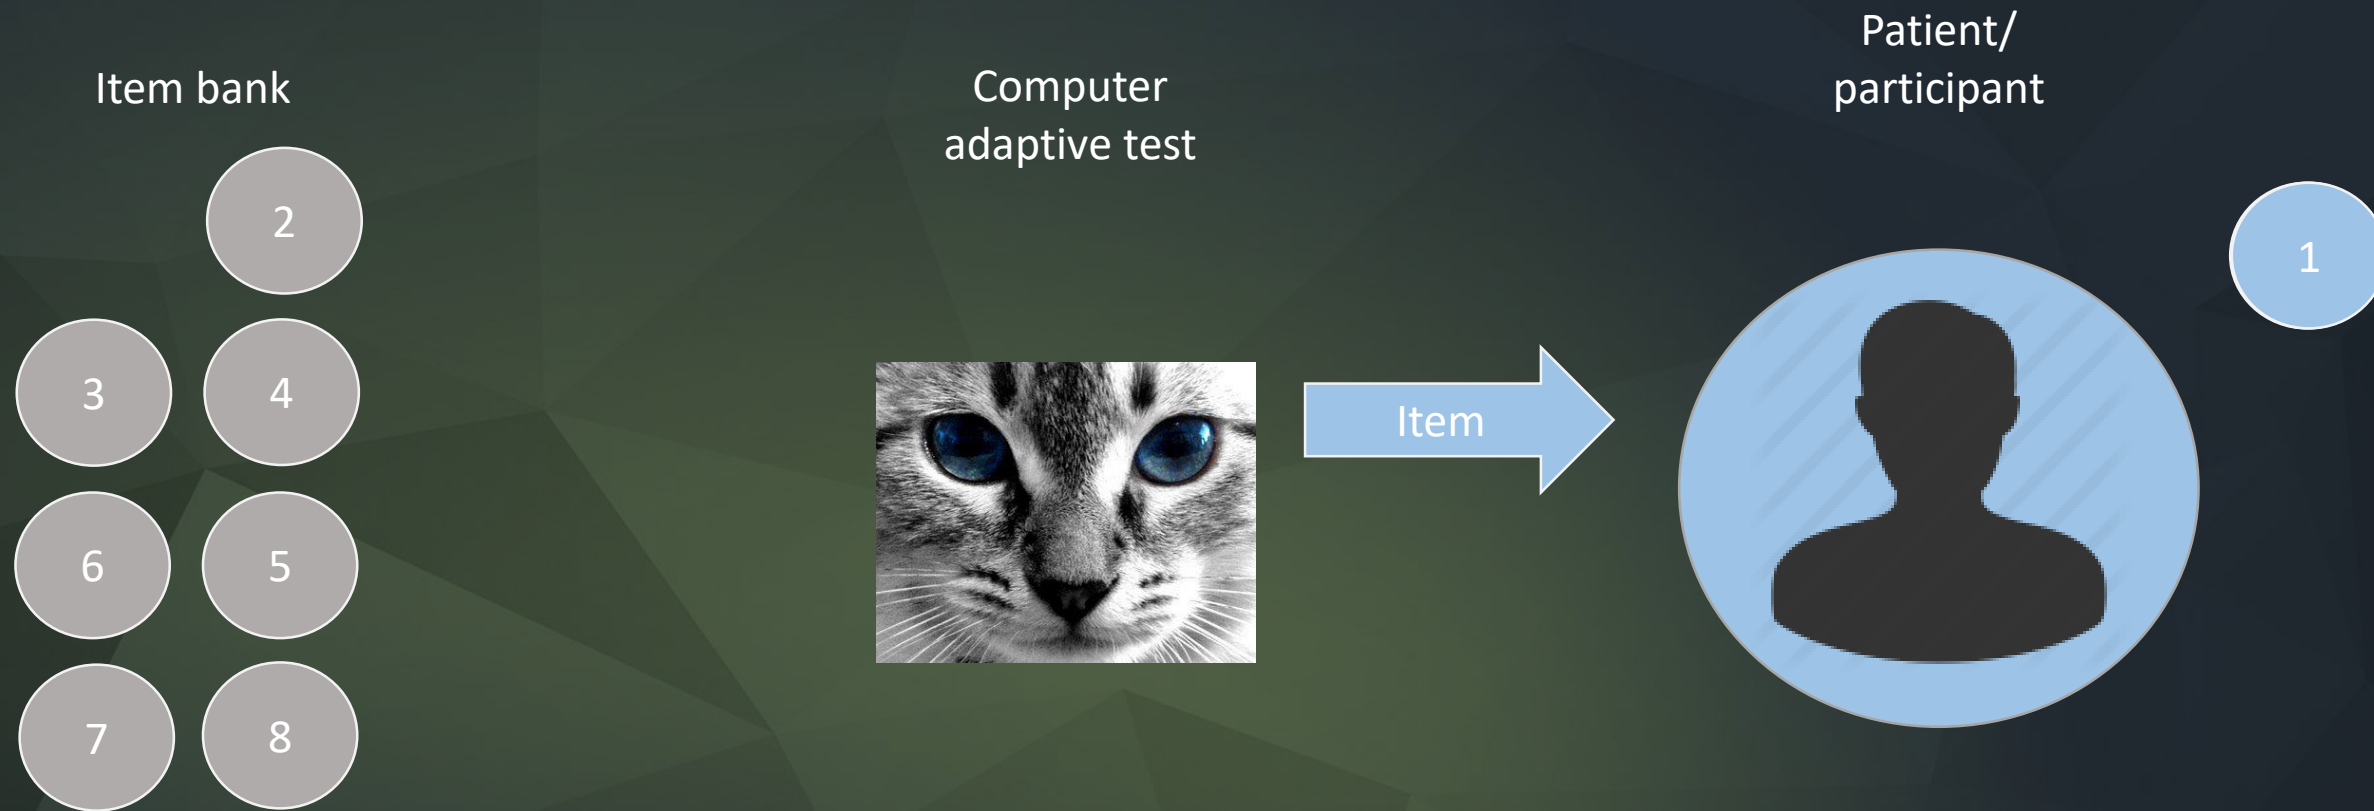 Item bank
Computer
adaptive test
Patient/
participant
2
1
3
4
Item
6
5
7
8